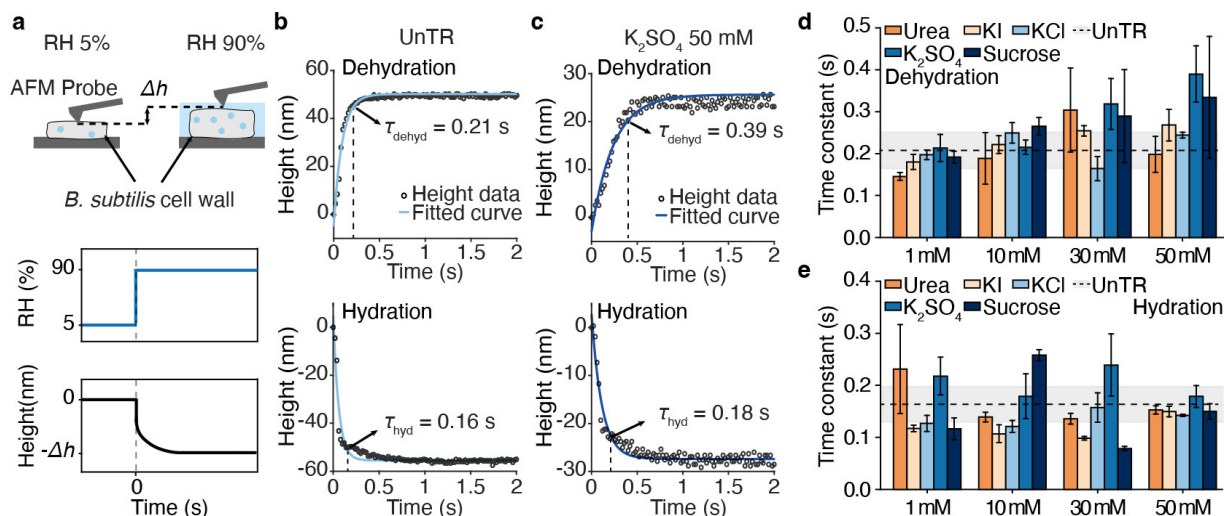 a
RH 5%
RH 90%
AFM Probe
Δh
B. subtilis cell wall
RH (%)
90
5
Height(nm)
0
-Δh
0
Time (s)
b
UnTR
Dehydration
Height (nm)
60
40
20
0
τdehyd = 0.21 s
Height data
Fitted curve
0 0.5 1 1.5 2
Time (s)
Hydration
Height (nm)
0
-20
-40
-60
τhyd = 0.16 s
0 0.5 1 1.5 2
Time (s)
c
K2SO4 50 mM
Dehydration
Height (nm)
30
20
10
0
τdehyd = 0.39 s
Height data
Fitted curve
0 0.5 1 1.5 2
Time (s)
Hydration
Height (nm)
0
-10
-20
-30
τhyd = 0.18 s
0 0.5 1 1.5 2
Time (s)
d
Time constant (s)
0.5
0.4
0.3
0.2
0.1
0.0
Urea KI KCl UnTR
K2SO4 Sucrose
Dehydration
1 mM 10 mM 30 mM 50 mM
e
Time constant (s)
0.4
0.3
0.2
0.1
0.0
Urea KI KCl UnTR
K2SO4 Sucrose Hydration
1 mM 10 mM 30 mM 50 mM